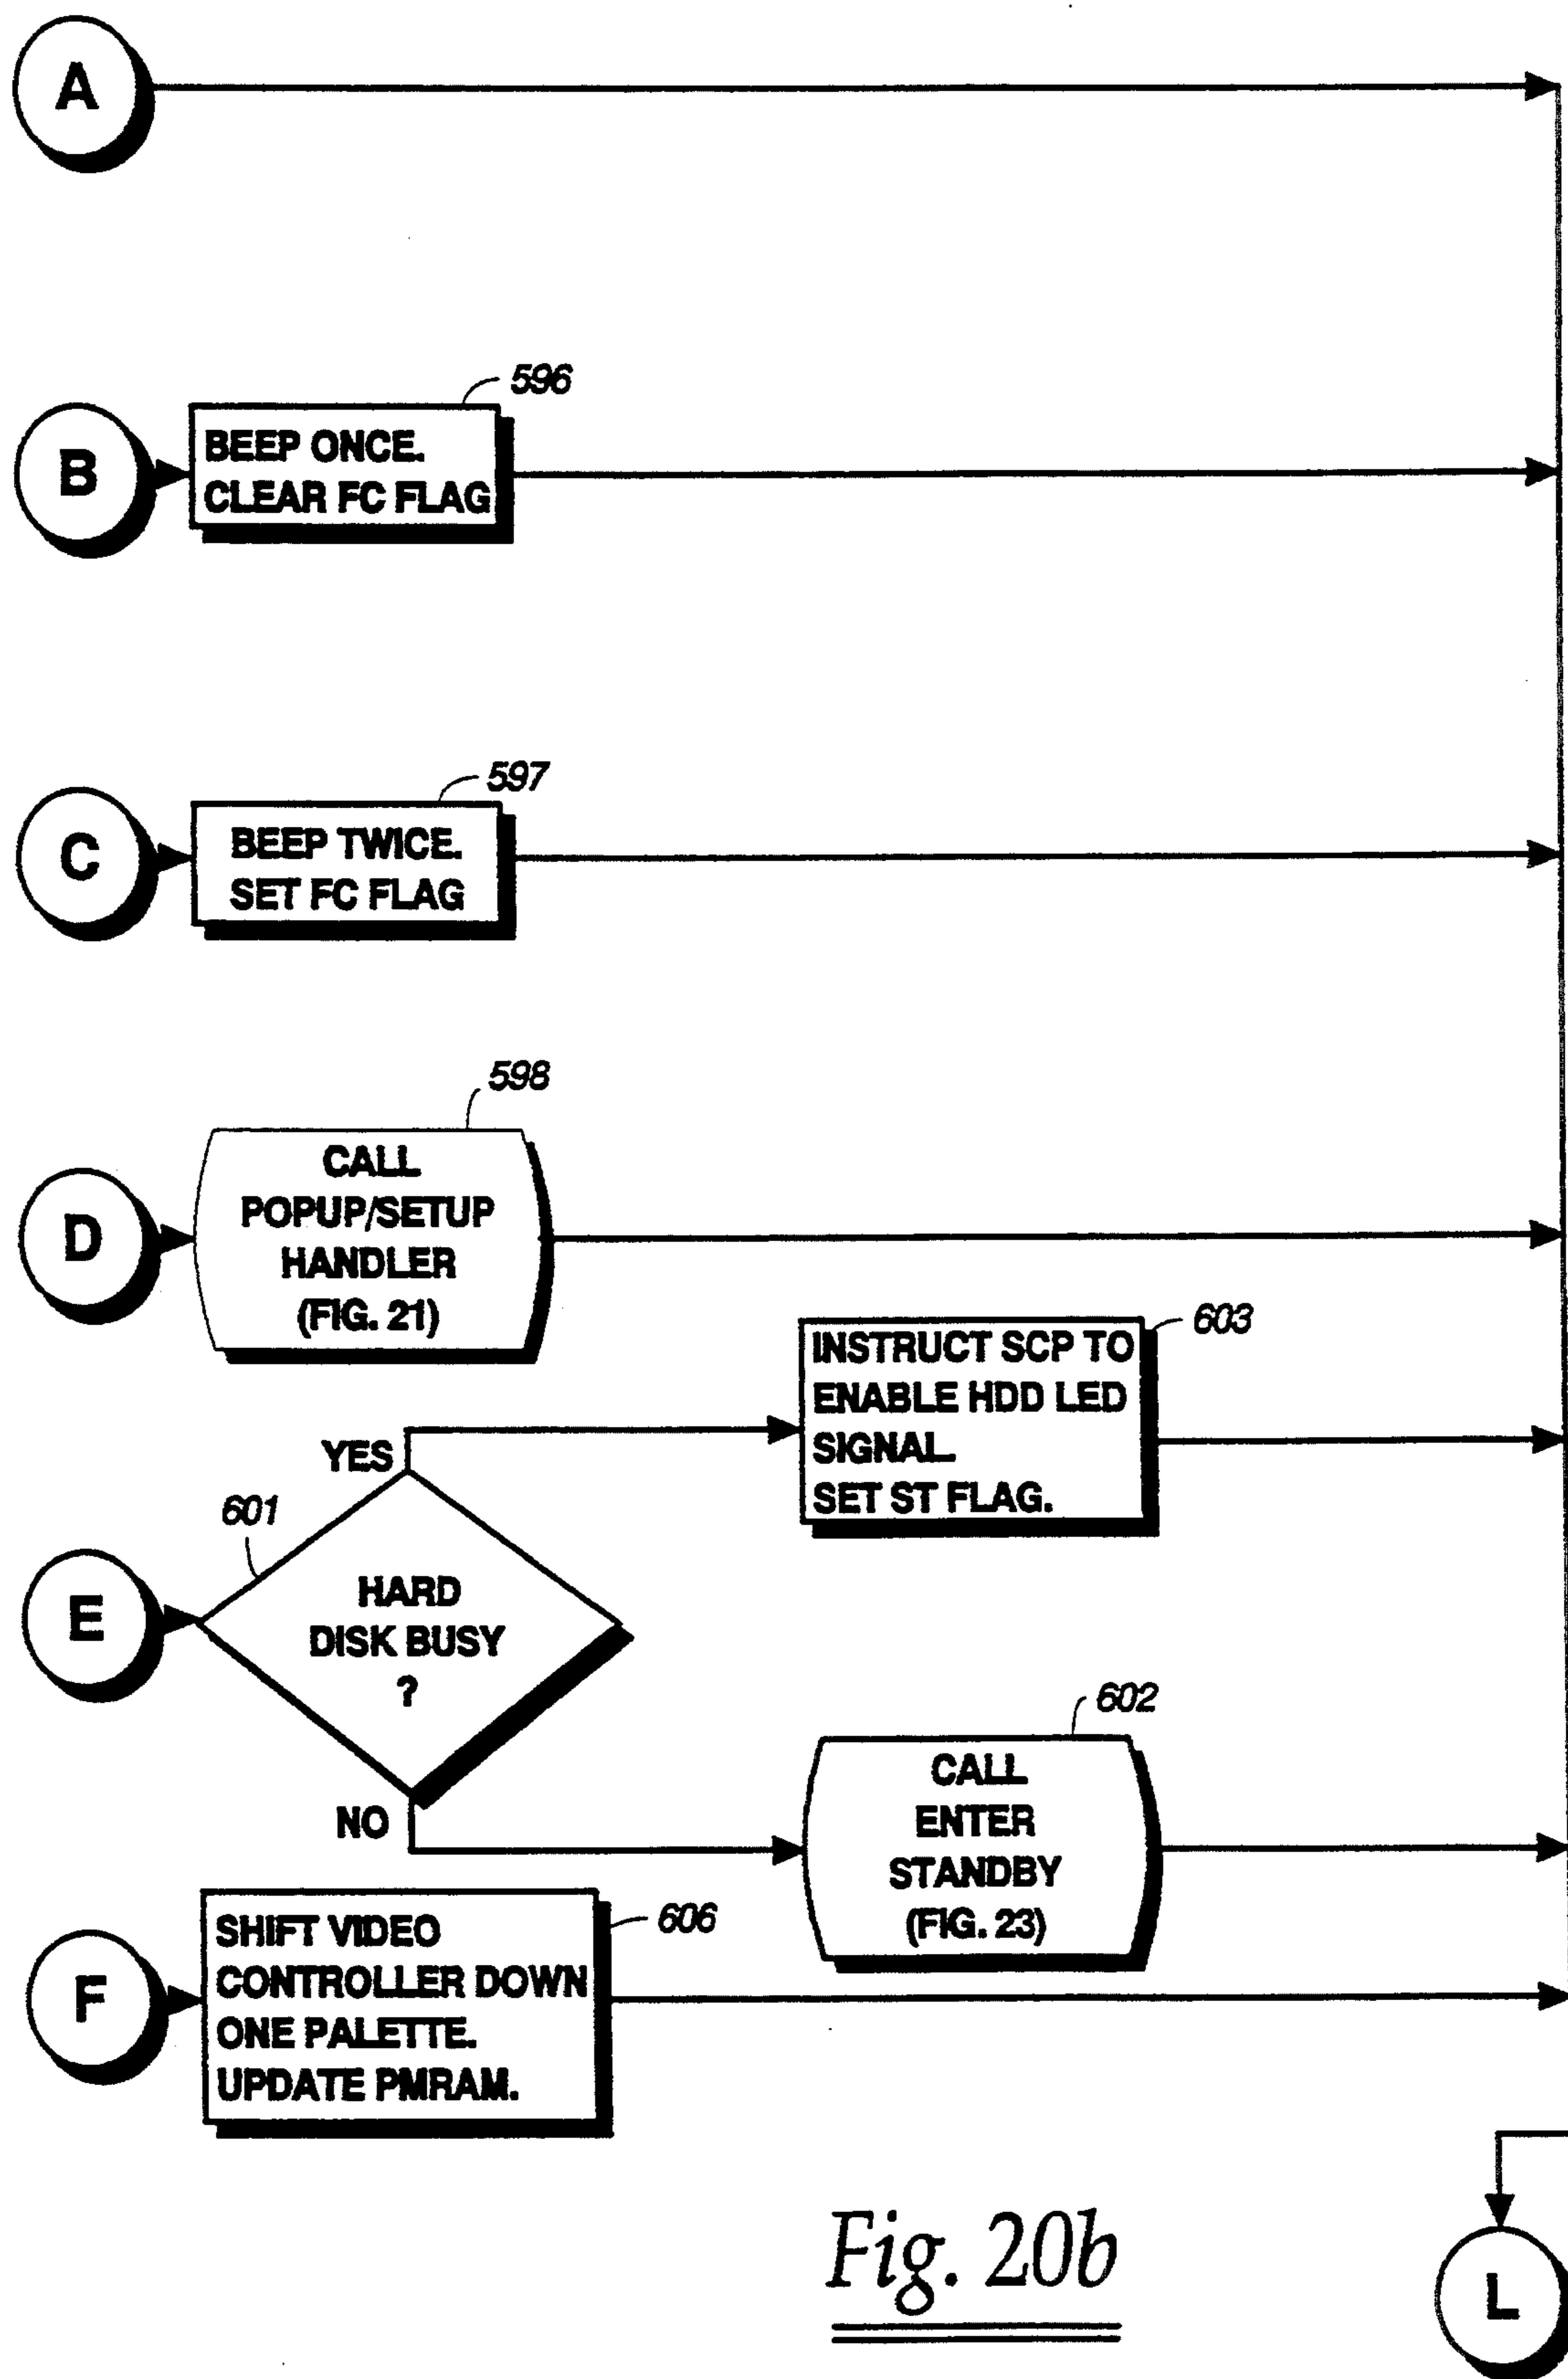 A
596
B
BEEP ONCE.
CLEAR FC FLAG
597
C
BEEP TWICE.
SET FC FLAG
598
D
CALL
POPUP/SETUP
HANDLER
(FIG. 21)
603
INSTRUCT SCP TO
ENABLE HDD LED
SIGNAL.
SET ST FLAG.
YES
601
E
HARD
DISK BUSY
?
NO
602
CALL
ENTER
STANDBY
(FIG. 23)
606
F
SHIFT VIDEO
CONTROLLER DOWN
ONE PALETTE.
UPDATE PMRAM.
L
Fig. 20b